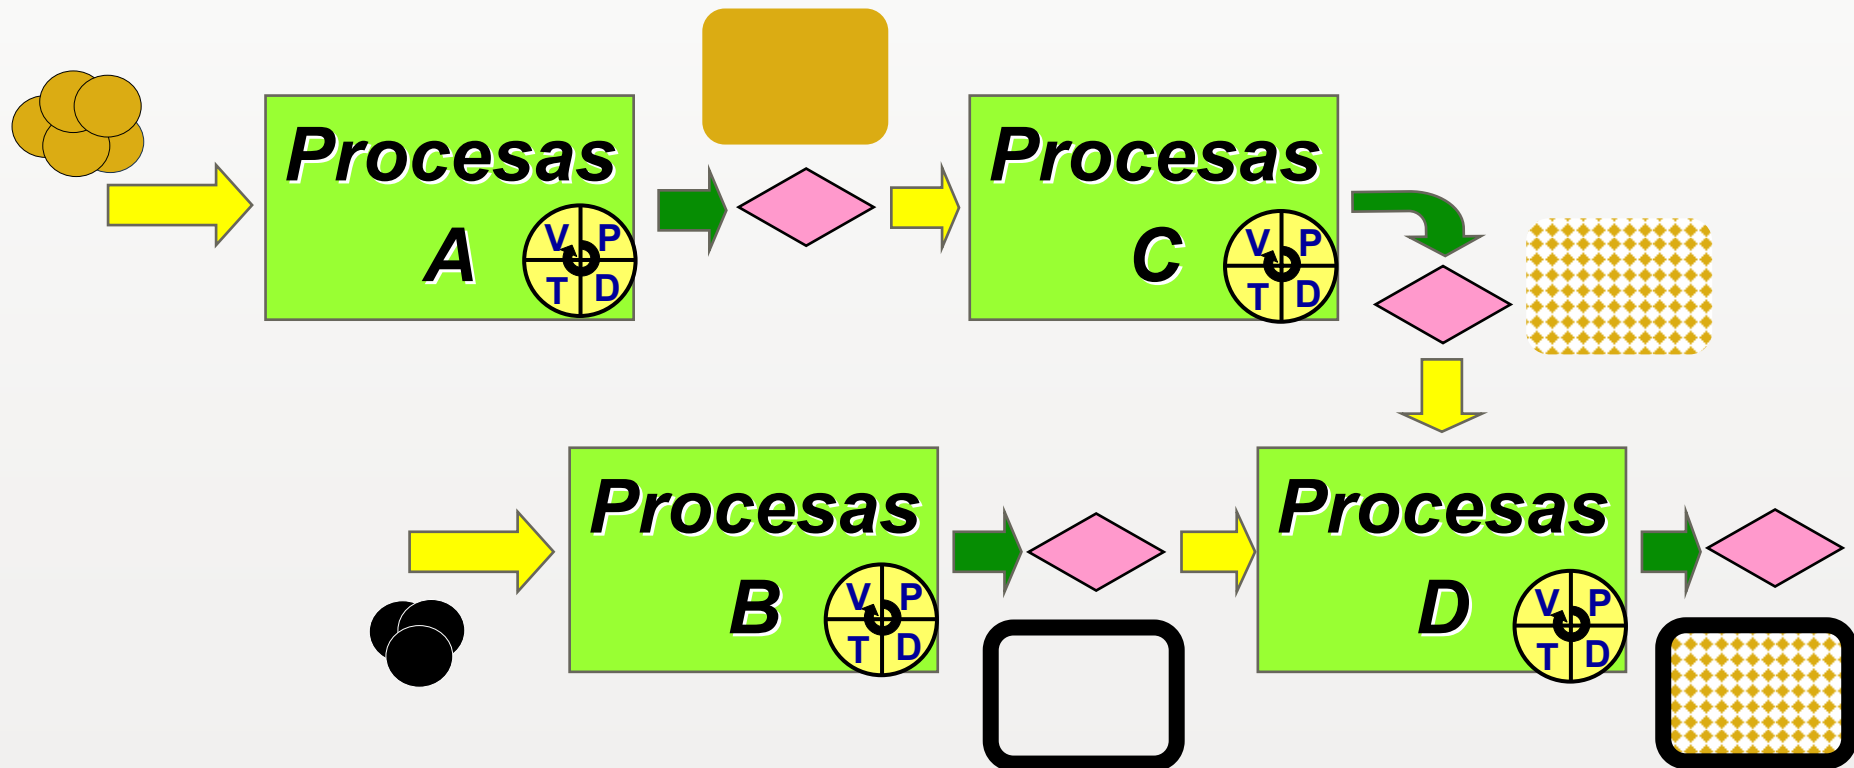 Procesas
A
V P
T D
Procesas
C
V P
T D
Procesas
B
V P
T D
Procesas
D
V P
T D